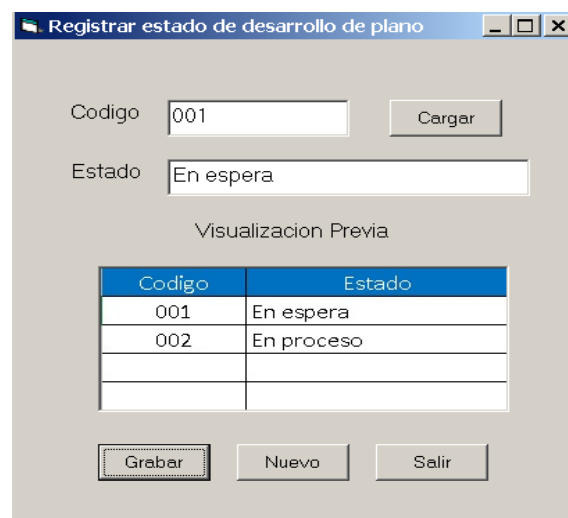 Registrar estado de desarrollo de plano
Codigo 001 Cargar
Estado En espera
Visualizacion Previa
Codigo Estado
001 En espera
002 En proceso
Grabar Nuevo Salir